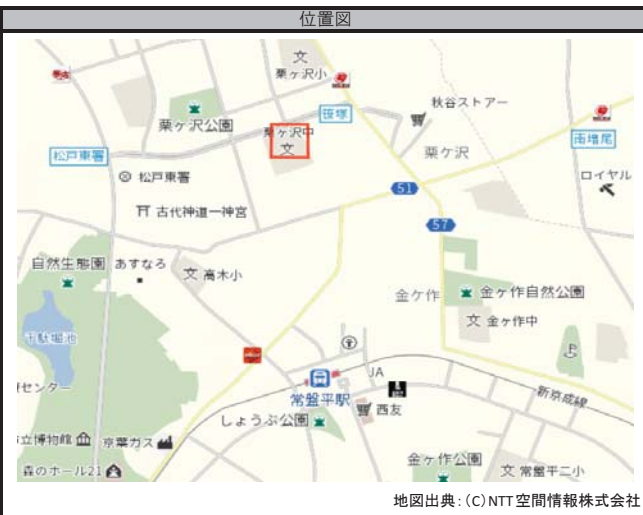 位置図
文
栗ケ沢小
秋谷ストアー
笹塚
栗ケ沢公園
栗ケ沢中
文
栗ケ沢
南増尾
松戸東署
松戸東署
ロイヤル
51
古代神道一神宮
57
自然生態園
あすなろ
文 高木小
金ケ作
金ケ作自然公園
文 金ケ作中
千駄堀池
JA
センター
常盤平駅
新京成線
西友
しょうぶ公園
立博物館
京葉ガス
金ケ作公園
森のホール21
文 常盤平二小
地図出典：(C)NTT空間情報株式会社